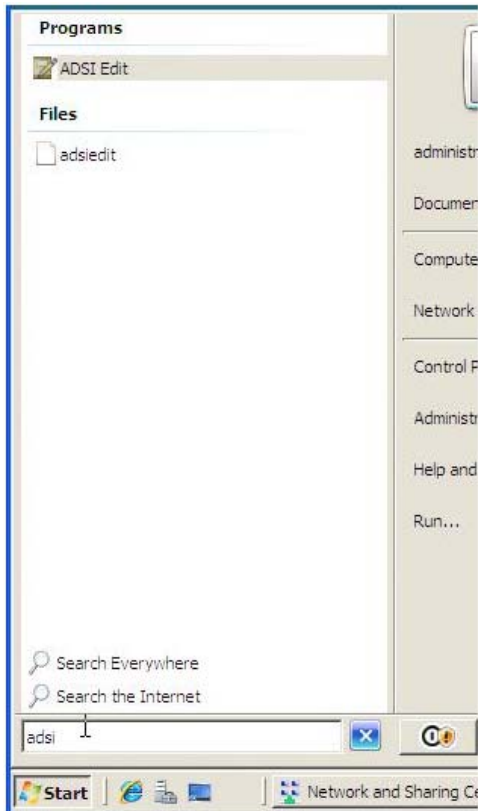 Programs
ADSI Edit
Files
adsiedit
Search Everywhere
Search the Internet
adsi
administr
Documen
Compute
Network
Control P
Administr
Help and
Run...
Start
Network and Sharing Ce